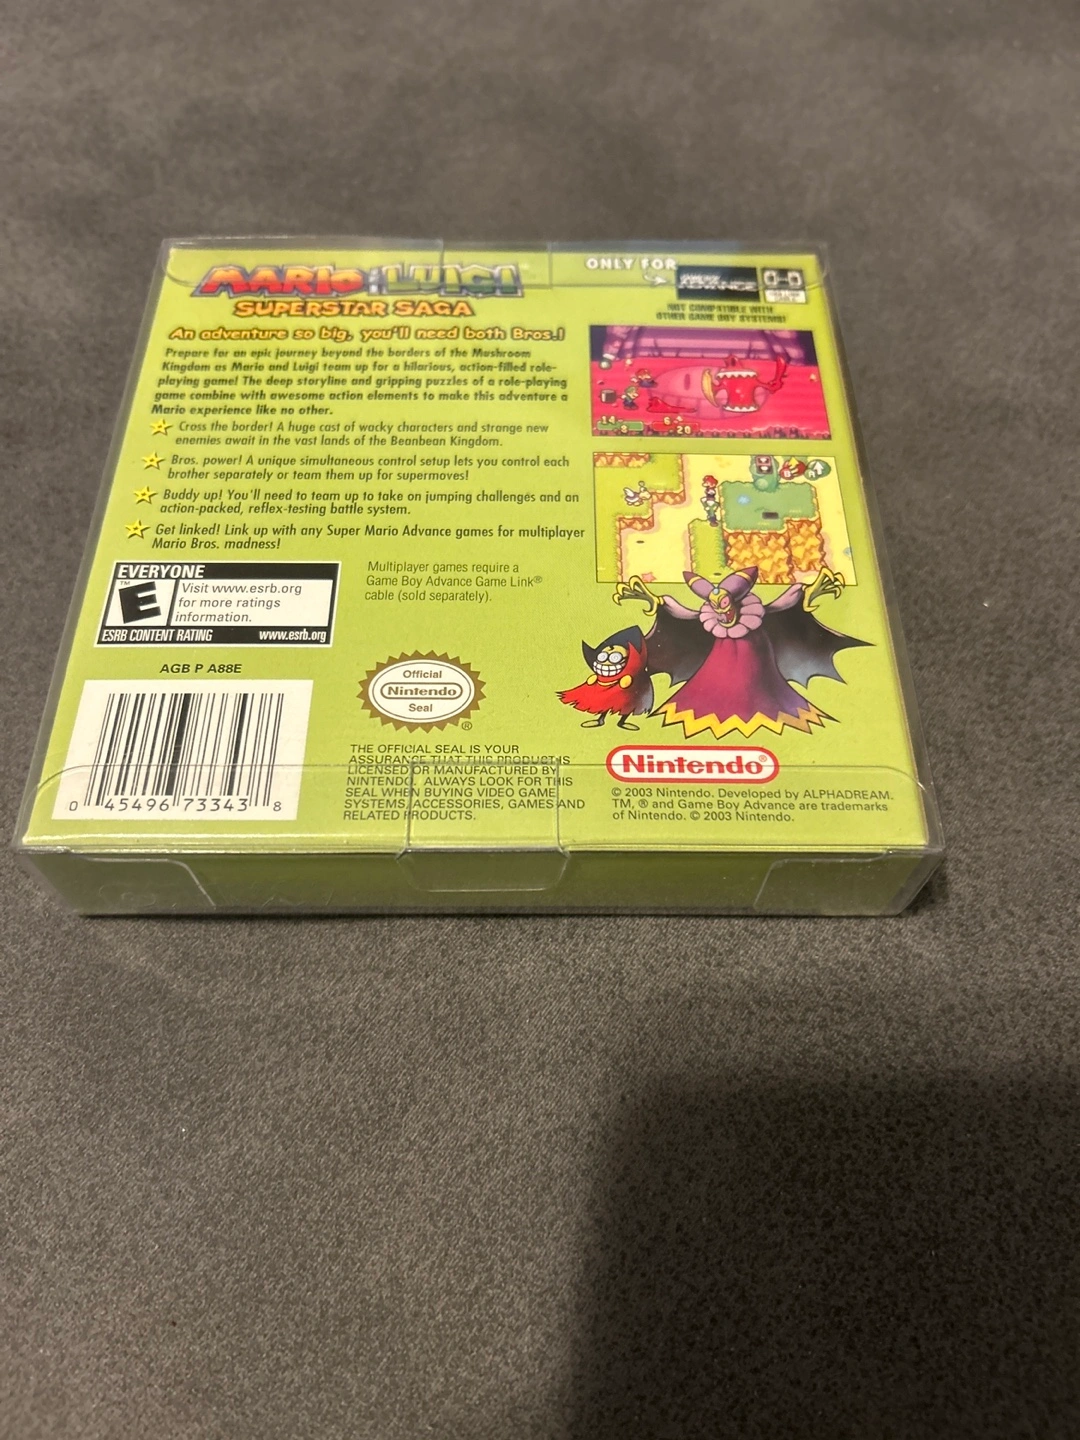 MARIO & LUIGI
SUPERSTAR SAGA
An adventure so big, you'll need both Bros.!
Prepare for an epic journey beyond the borders of the Mushroom
Kingdom as Mario and Luigi team up for a hilarious, action-filled role-
playing game! The deep storyline and gripping puzzles of a role-playing
game combine with awesome action elements to make this adventure a
Mario experience like no other.
Cross the border! A huge cast of wacky characters and strange new
enemies await in the vast lands of the Beanbean Kingdom.
Bros. power! A unique simultaneous control setup lets you control each
brother separately or team them up for supermoves!
Buddy up! You'll need to team up to take on jumping challenges and an
action-packed, reflex-testing battle system.
Get linked! Link up with any Super Mario Advance games for multiplayer
Mario Bros. madness!
Multiplayer games require a
Game Boy Advance Game Link®
cable (sold separately).
ONLY FOR
GAME BOY ADVANCE
NOT COMPATIBLE WITH
OTHER GAME BOY SYSTEMS!
14
8
6
20
EVERYONE
™
E
Visit www.esrb.org
for more ratings
information.
ESRB CONTENT RATING www.esrb.org
AGB P A88E
0 45496 73343 8
Official
Nintendo
Seal
®
THE OFFICIAL SEAL IS YOUR
ASSURANCE THAT THIS PRODUCT IS
LICENSED OR MANUFACTURED BY
NINTENDO. ALWAYS LOOK FOR THIS
SEAL WHEN BUYING VIDEO GAME
SYSTEMS, ACCESSORIES, GAMES AND
RELATED PRODUCTS.
Nintendo®
© 2003 Nintendo. Developed by ALPHADREAM.
TM, ® and Game Boy Advance are trademarks
of Nintendo. © 2003 Nintendo.